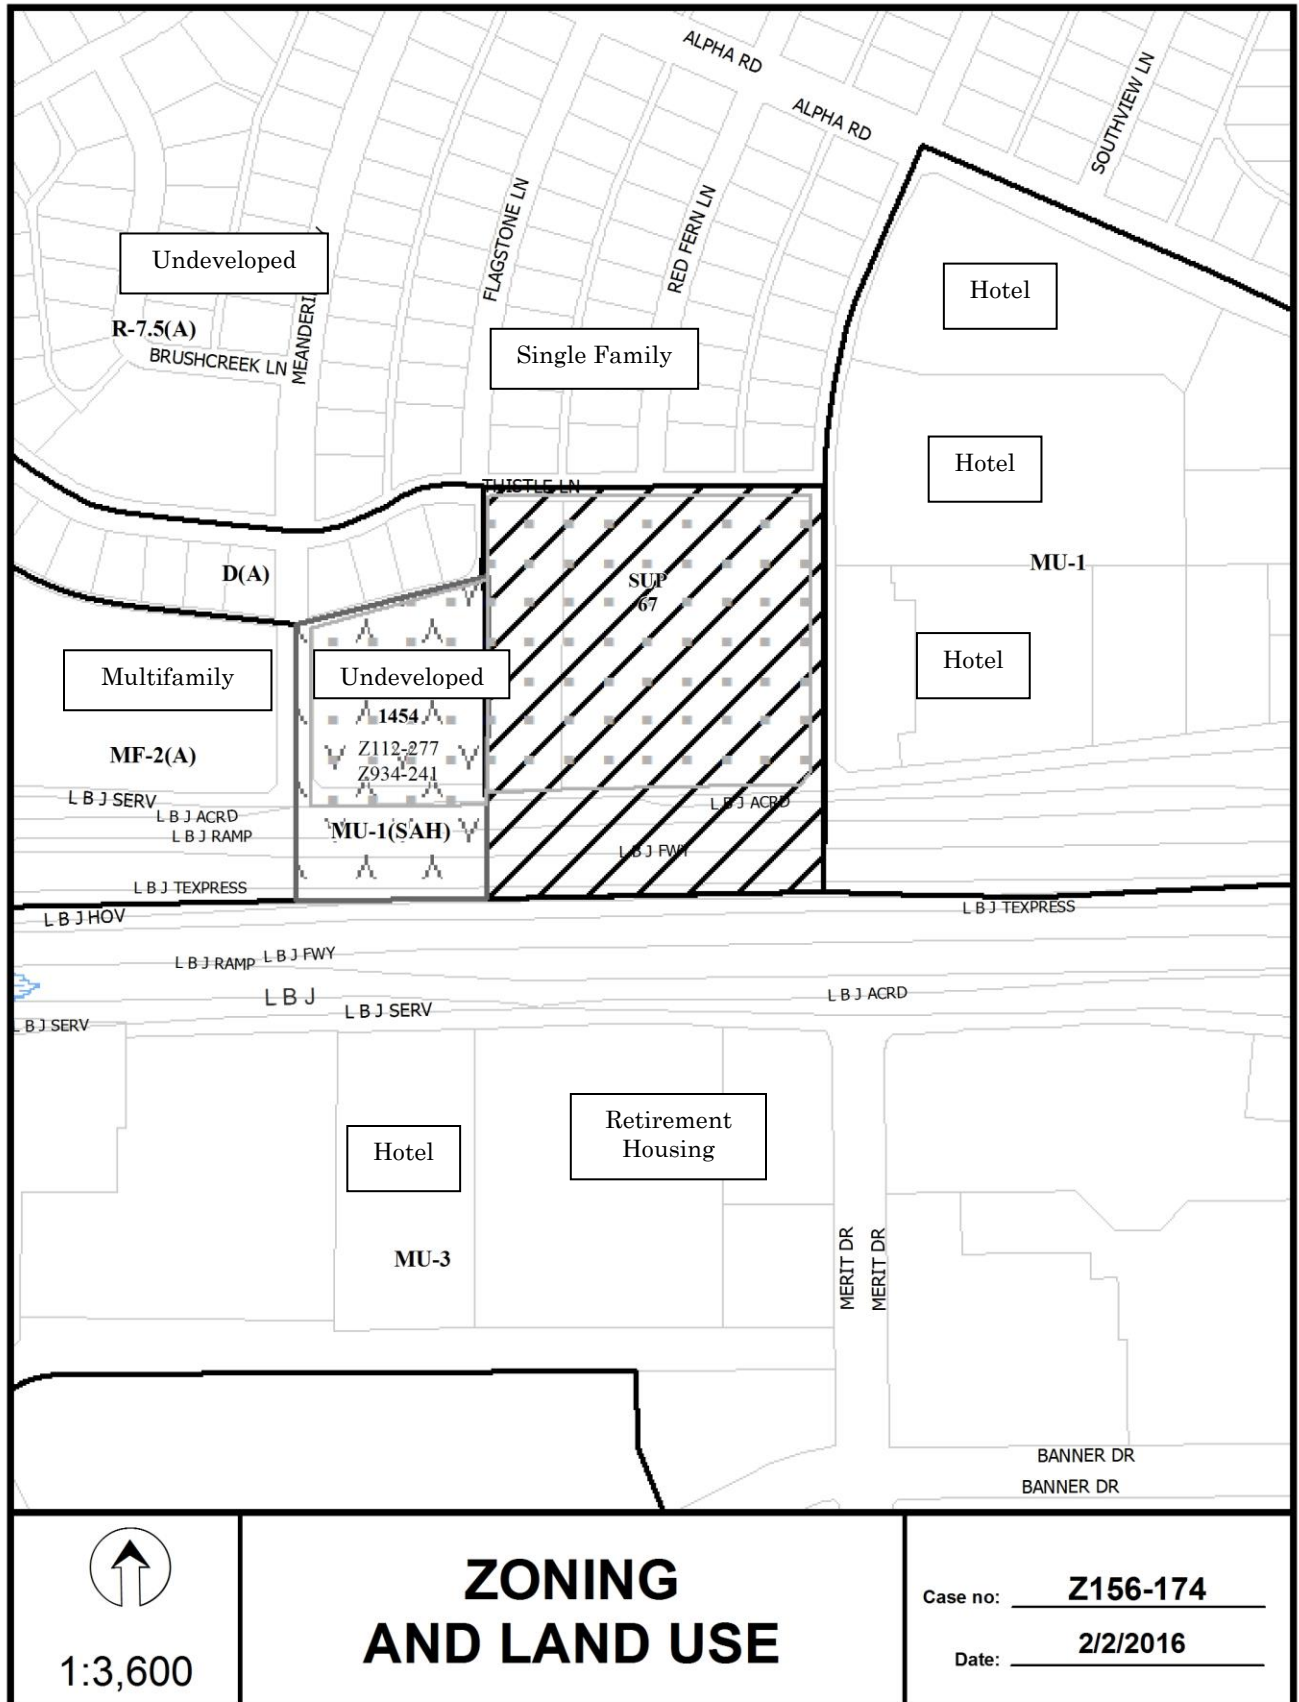 ALPHA RD
ALPHA RD
SOUTHVIEW LN
FLAGSTONE LN
RED FERN LN
Undeveloped
Hotel
R-7.5(A)
BRUSHCREEK LN
Single Family
Hotel
THISTLE LN
D(A)
SUP
67
MU-1
Multifamily
Undeveloped
Hotel
1454
Z112-277
Z934-241
MF-2(A)
L B J SERV
L B J ACRD
L B J RAMP
MU-1(SAH)
L B J ACRD
L B J FWY
L B J TEXPRESS
L B J HOV
L B J TEXPRESS
L B J RAMP
L B J FWY
L B J
L B J SERV
L B J ACRD
L B J SERV
Retirement
Housing
Hotel
MU-3
MERIT DR
MERIT DR
BANNER DR
BANNER DR
1:3,600
ZONING
AND LAND USE
Case no: Z156-174
Date: 2/2/2016